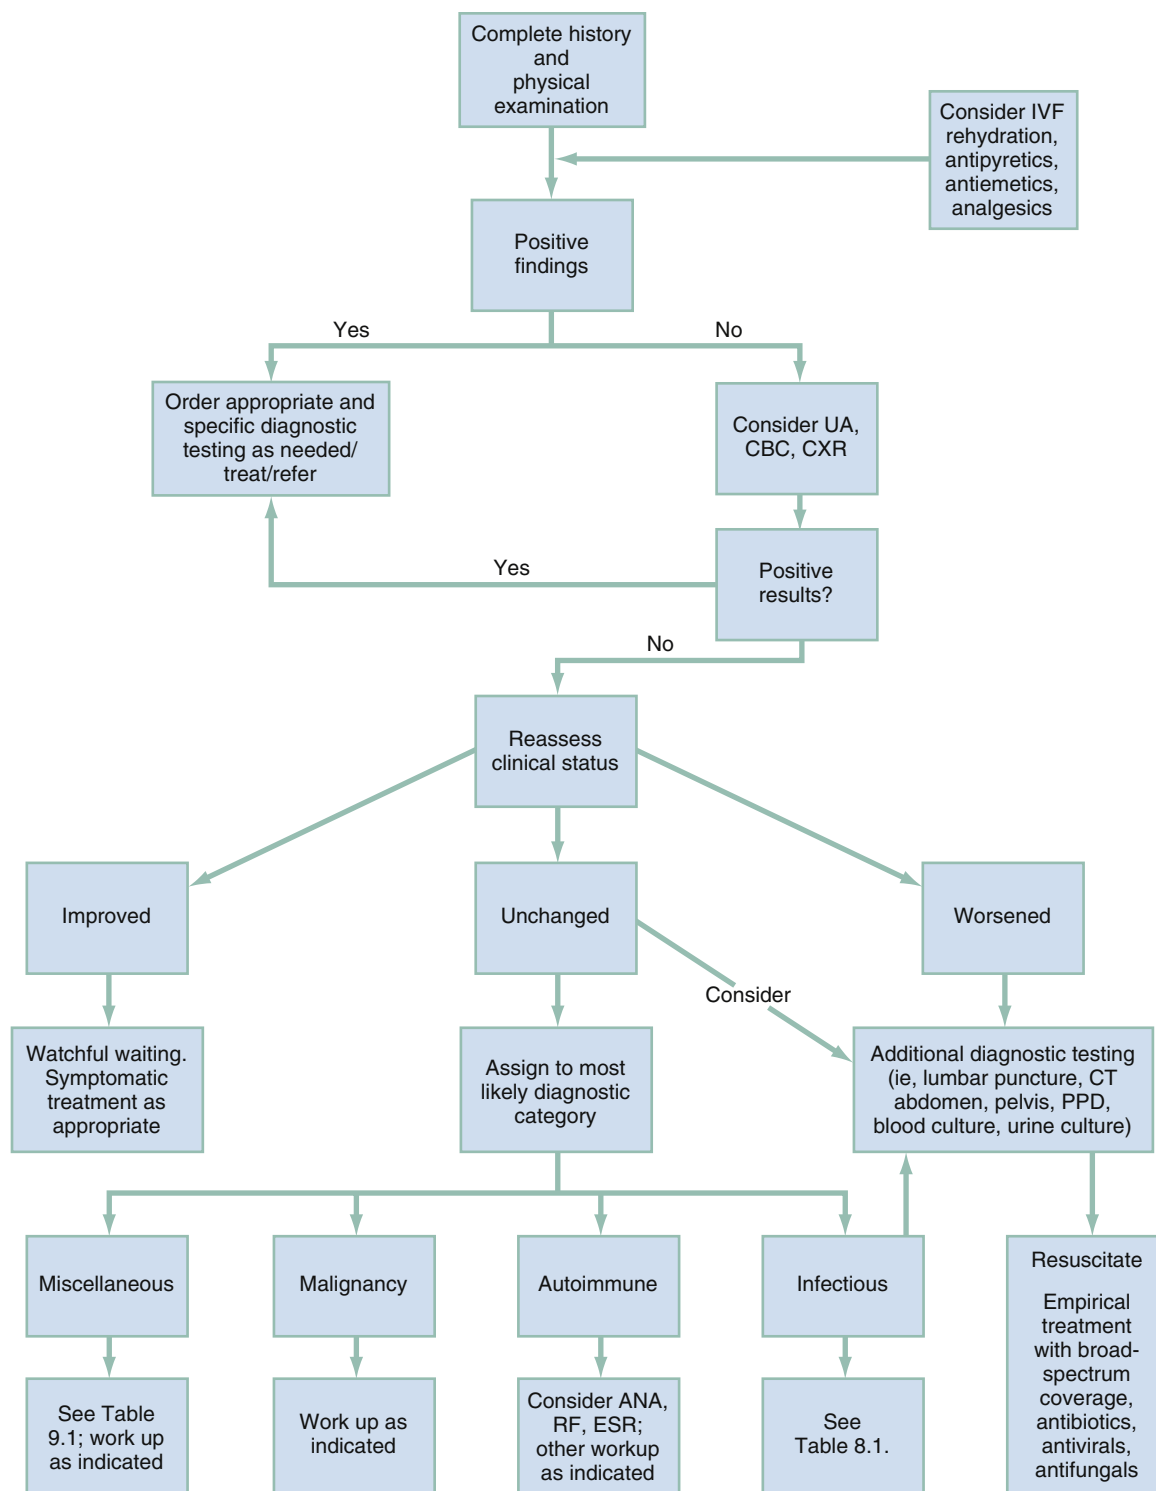 Complete history
and
physical
examination
Consider IVF
rehydration,
antipyretics,
antiemetics,
analgesics
Positive
findings
Yes
No
Order appropriate and
specific diagnostic
testing as needed/
treat/refer
Consider UA,
CBC, CXR
Yes
Positive
results?
No
Reassess
clinical status
Improved
Unchanged
Worsened
Consider
Watchful waiting.
Symptomatic
treatment as
appropriate
Assign to most
likely diagnostic
category
Additional diagnostic testing
(ie, lumbar puncture, CT
abdomen, pelvis, PPD,
blood culture, urine culture)
Miscellaneous
Malignancy
Autoimmune
Infectious
Resuscitate
Empirical
treatment
with broad-
spectrum
coverage,
antibiotics,
antivirals,
antifungals
See Table
9.1; work up
as indicated
Work up as
indicated
Consider ANA,
RF, ESR;
other workup
as indicated
See
Table 8.1.